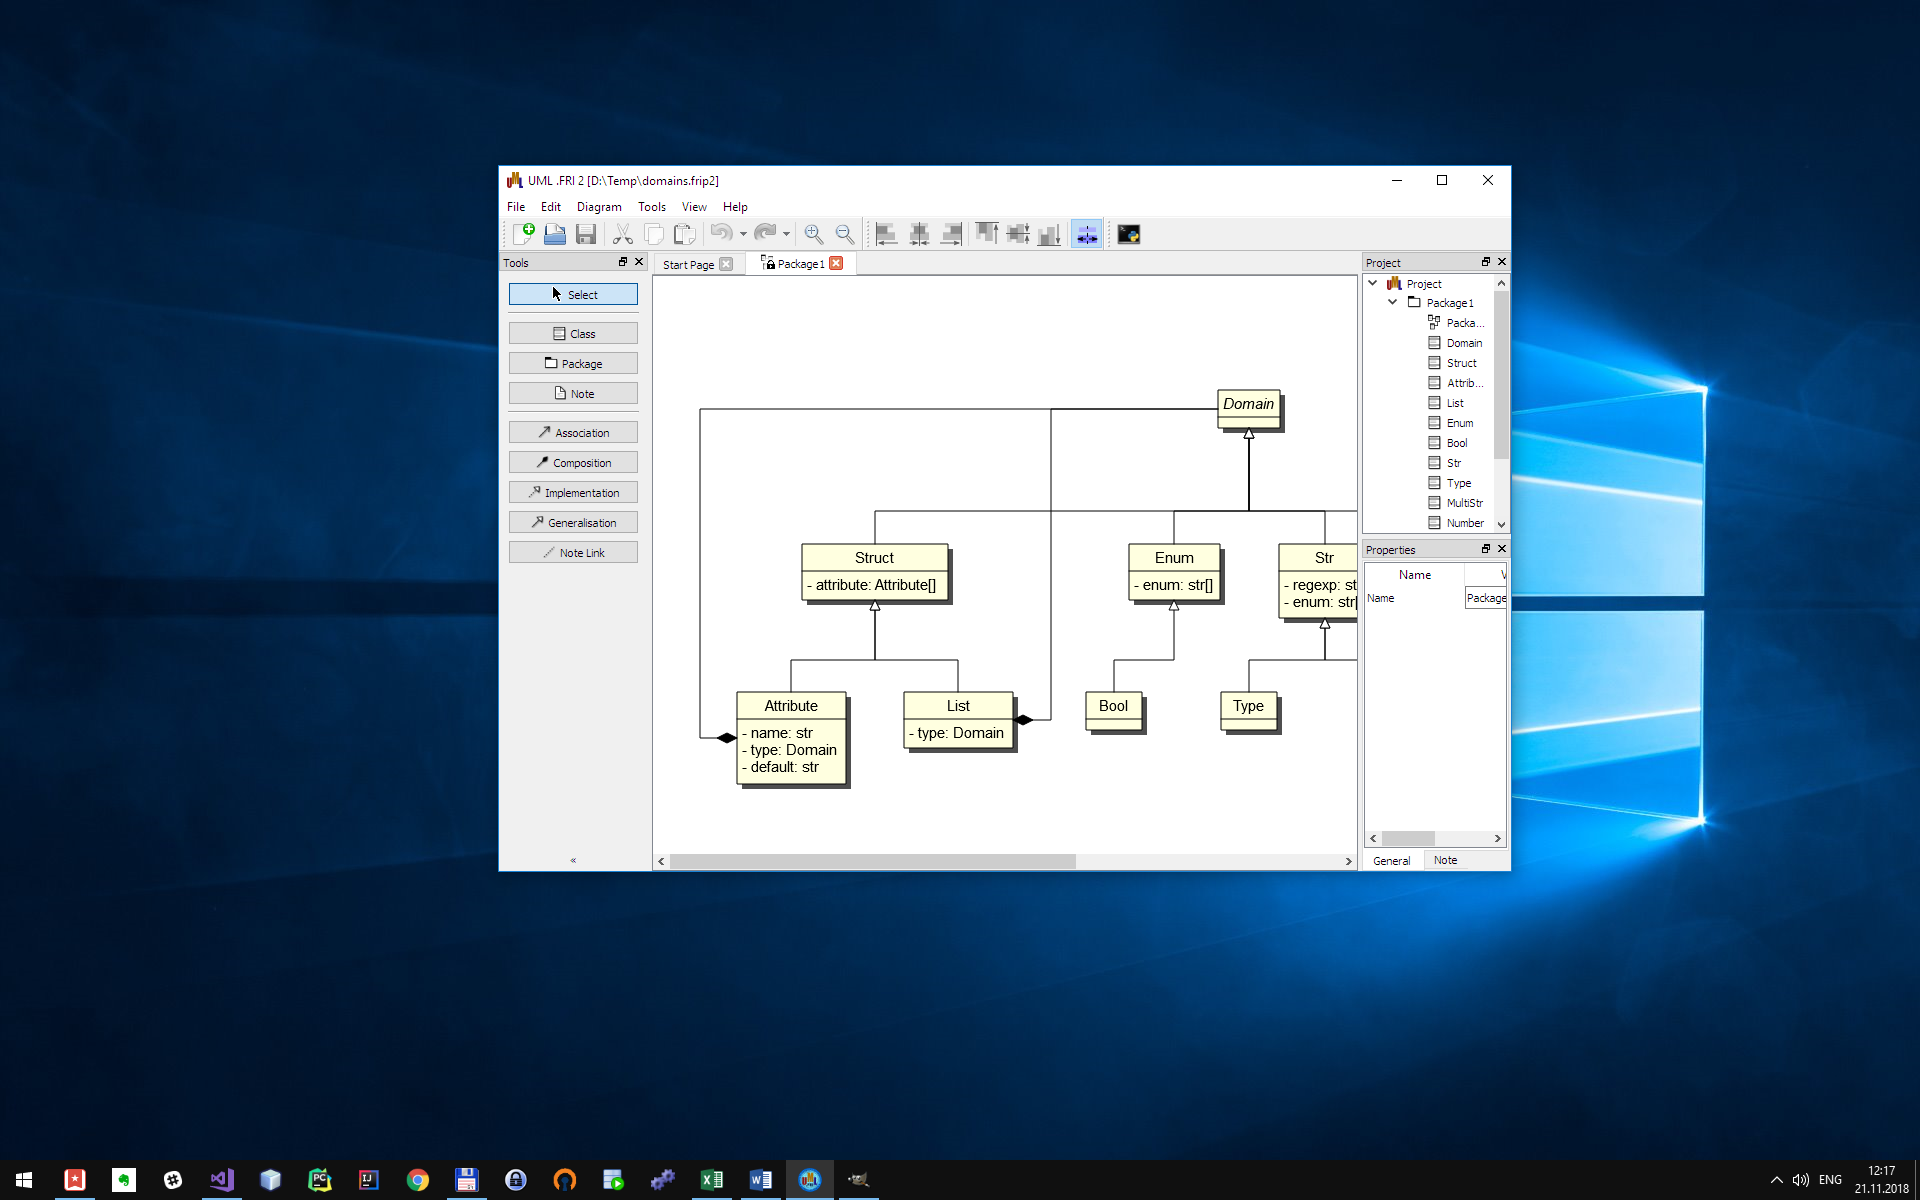 UML .FRI 2 [D:\Temp\domains.frip2]
File Edit Diagram Tools View Help
Tools
Start Page
Package1
Project
Select
Class
Package
Note
Association
Composition
Implementation
Generalisation
Note Link
«
Domain
Struct
- attribute: Attribute[]
Enum
- enum: str[]
Str
- regexp: st
- enum: str[
Attribute
- name: str
- type: Domain
- default: str
List
- type: Domain
Bool
Type
Project
Package1
Packa...
Domain
Struct
Attrib...
List
Enum
Bool
Str
Type
MultiStr
Number
Properties
Name
Name Package
General Note
PC
IJ
ENG
12:17
21.11.2018